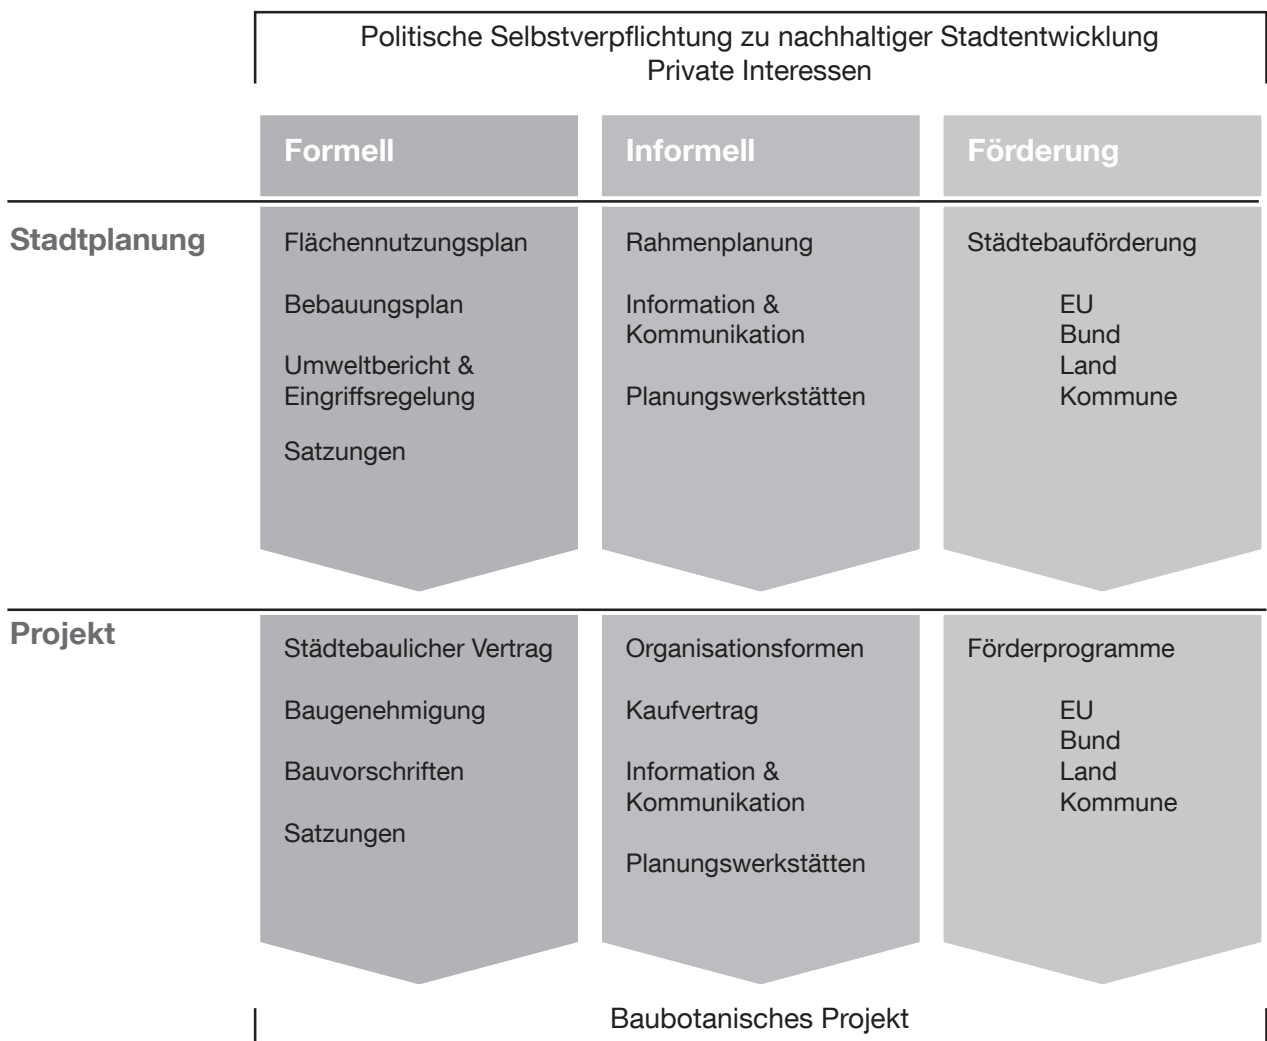 Politische Selbstverpflichtung zu nachhaltiger Stadtentwicklung
Private Interessen
Formell
Informell
Förderung
Stadtplanung
Flächennutzungsplan
Bebauungsplan
Umweltbericht &
Eingriffsregelung
Satzungen
Rahmenplanung
Information &
Kommunikation
Planungswerkstätten
Städtebauförderung
EU
Bund
Land
Kommune
Projekt
Städtebaulicher Vertrag
Baugenehmigung
Bauvorschriften
Satzungen
Organisationsformen
Kaufvertrag
Information &
Kommunikation
Planungswerkstätten
Förderprogramme
EU
Bund
Land
Kommune
Baubotanisches Projekt